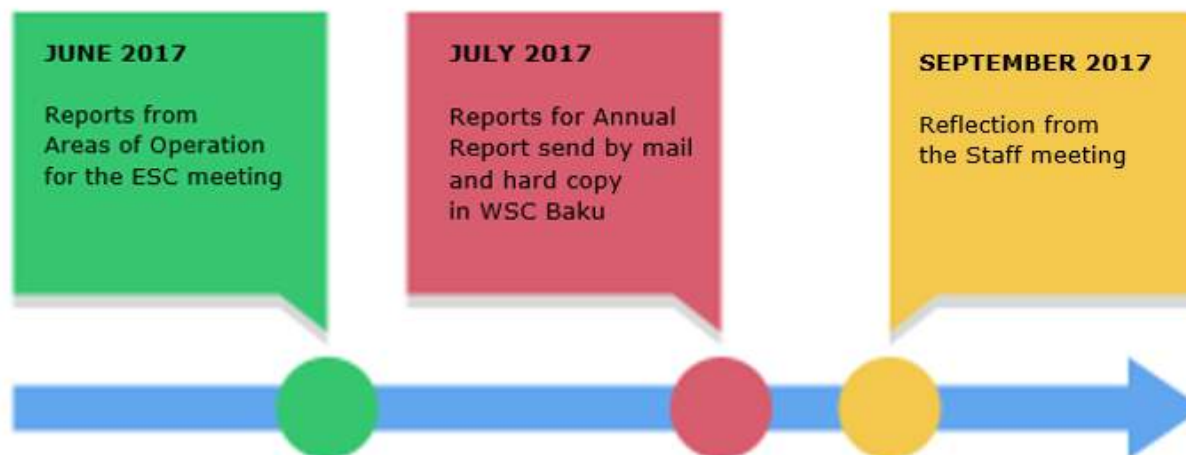 JUNE 2017
Reports from
Areas of Operation
for the ESC meeting
JULY 2017
Reports for Annual
Report send by mail
and hard copy
in WSC Baku
SEPTEMBER 2017
Reflection from
the Staff meeting